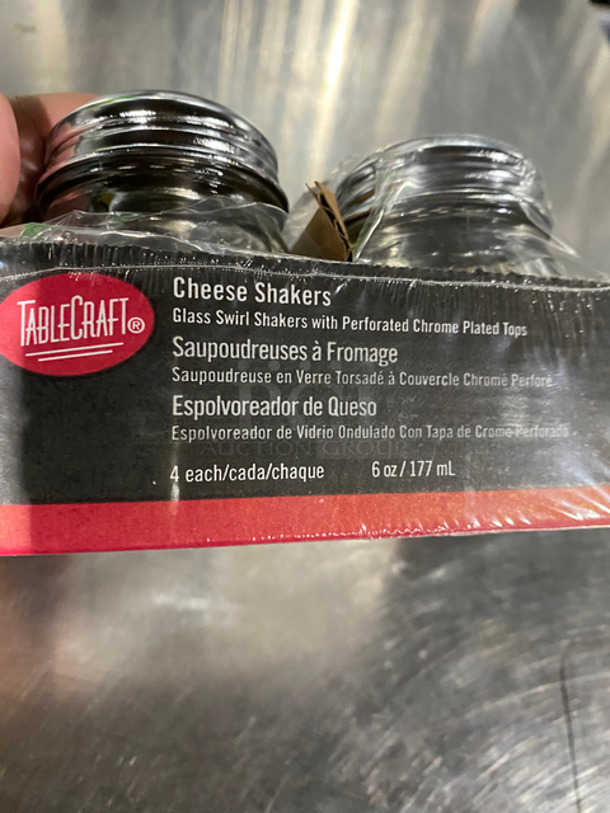 TABLECRAFT®
Cheese Shakers
Glass Swirl Shakers with Perforated Chrome Plated Tops
Saupoudreuses à Fromage
Saupoudreuse en Verre Torsadé à Couvercle Chromé Perforé
Espolvoreador de Queso
Espolvoreador de Vidrio Ondulado Con Tapa de Cromo Perforado
AUCTION GROUP
4 each/cada/chaque 6 oz/177 mL